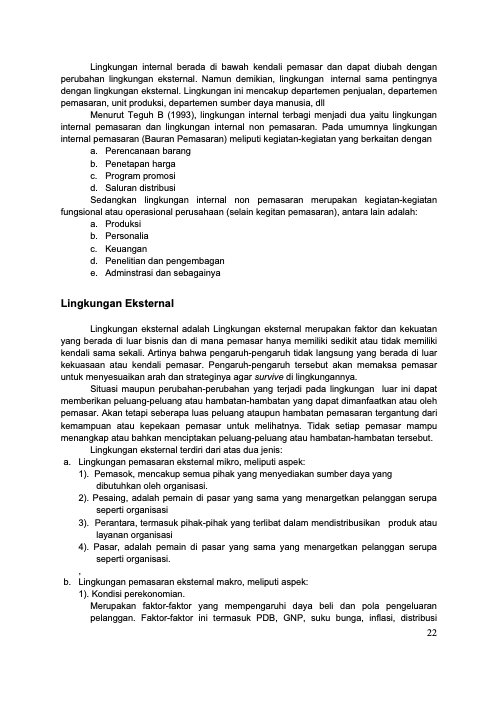 Lingkungan internal berada di bawah kendali pemasar dan dapat diubah dengan
perubahan lingkungan eksternal. Namun demikian, lingkungan internal sama pentingnya
dengan lingkungan eksternal. Lingkungan ini mencakup departemen penjualan, departemen
pemasaran, unit produksi, departemen sumber daya manusia, dll
Menurut Teguh B (1993), lingkungan internal terbagi menjadi dua yaitu lingkungan
internal pemasaran dan lingkungan internal non pemasaran. Pada umumnya lingkungan
internal pemasaran (Bauran Pemasaran) meliputi kegiatan-kegiatan yang berkaitan dengan
a. Perencanaan barang
b. Penetapan harga
c. Program promosi
d. Saluran distribusi
Sedangkan lingkungan internal non pemasaran merupakan kegiatan-kegiatan
fungsional atau operasional perusahaan (selain kegitan pemasaran), antara lain adalah:
a. Produksi
b. Personalia
c. Keuangan
d. Penelitian dan pengembagan
e. Adminstrasi dan sebagainya
Lingkungan Eksternal
Lingkungan eksternal adalah Lingkungan eksternal merupakan faktor dan kekuatan
yang berada di luar bisnis dan di mana pemasar hanya memiliki sedikit atau tidak memiliki
kendali sama sekali. Artinya bahwa pengaruh-pengaruh tidak langsung yang berada di luar
kekuasaan atau kendali pemasar. Pengaruh-pengaruh tersebut akan memaksa pemasar
untuk menyesuaikan arah dan strateginya agar survive di lingkungannya.
Situasi maupun perubahan-perubahan yang terjadi pada lingkungan luar ini dapat
memberikan peluang-peluang atau hambatan-hambatan yang dapat dimanfaatkan atau oleh
pemasar. Akan tetapi seberapa luas peluang ataupun hambatan pemasaran tergantung dari
kemampuan atau kepekaan pemasar untuk melihatnya. Tidak setiap pemasar mampu
menangkap atau bahkan menciptakan peluang-peluang atau hambatan-hambatan tersebut.
Lingkungan eksternal terdiri dari atas dua jenis:
a. Lingkungan pemasaran eksternal mikro, meliputi aspek:
1). Pemasok, mencakup semua pihak yang menyediakan sumber daya yang
dibutuhkan oleh organisasi.
2). Pesaing, adalah pemain di pasar yang sama yang menargetkan pelanggan serupa
seperti organisasi
3). Perantara, termasuk pihak-pihak yang terlibat dalam mendistribusikan produk atau
layanan organisasi
4). Pasar, adalah pemain di pasar yang sama yang menargetkan pelanggan serupa
seperti organisasi.
,
b. Lingkungan pemasaran eksternal makro, meliputi aspek:
1). Kondisi perekonomian.
Merupakan faktor-faktor yang mempengaruhi daya beli dan pola pengeluaran
pelanggan. Faktor-faktor ini termasuk PDB, GNP, suku bunga, inflasi, distribusi
22